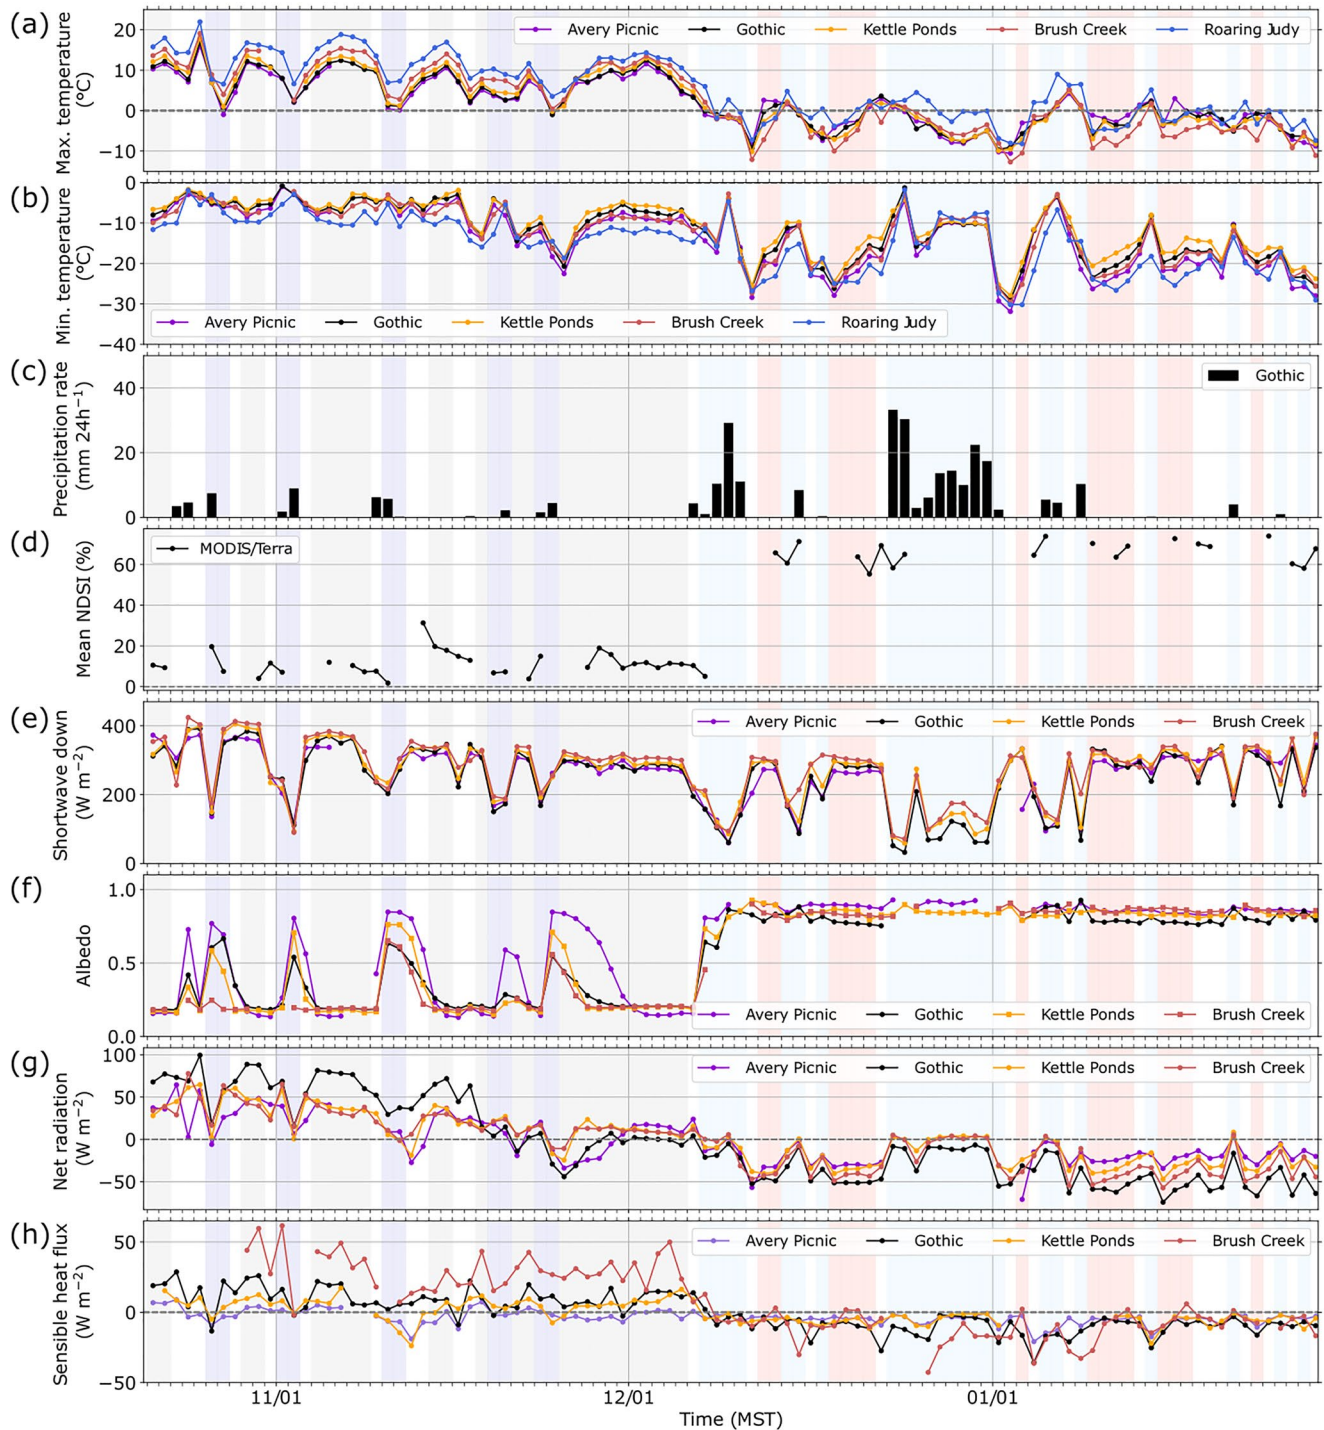 (a)
Max. temperature
(°C)
20
10
0
−10
Avery Picnic Gothic Kettle Ponds Brush Creek Roaring Judy
(b)
Min. temperature
(°C)
0
−10
−20
−30
−40
Avery Picnic Gothic Kettle Ponds Brush Creek Roaring Judy
(c)
Precipitation rate
(mm 24h−1)
40
20
0
Gothic
(d)
Mean NDSI (%)
60
40
20
0
MODIS/Terra
(e)
Shortwave down
(W m−2)
400
200
0
Avery Picnic Gothic Kettle Ponds Brush Creek
(f)
Albedo
1.0
0.5
0.0
Avery Picnic Gothic Kettle Ponds Brush Creek
(g)
Net radiation
(W m−2)
100
50
0
−50
Avery Picnic Gothic Kettle Ponds Brush Creek
(h)
Sensible heat flux
(W m−2)
50
0
−50
Avery Picnic Gothic Kettle Ponds Brush Creek
11/01 12/01 01/01
Time (MST)